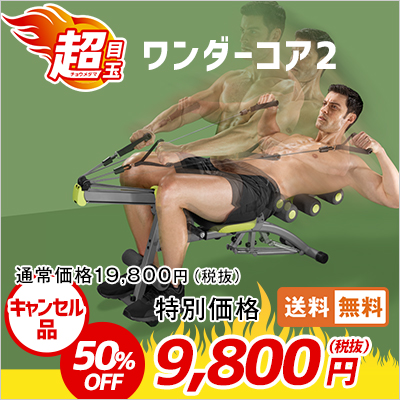 超目玉
チョウメダマ
ワンダーコア2
通常価格19,800円(税抜)
キャンセル品
特別価格
送料無料
50%OFF
9,800円(税抜)